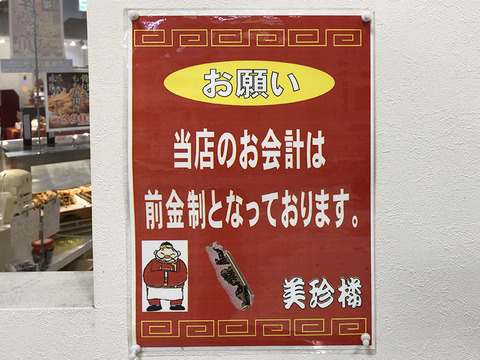 お願い
当店のお会計は
前金制となっております。
美珍樓